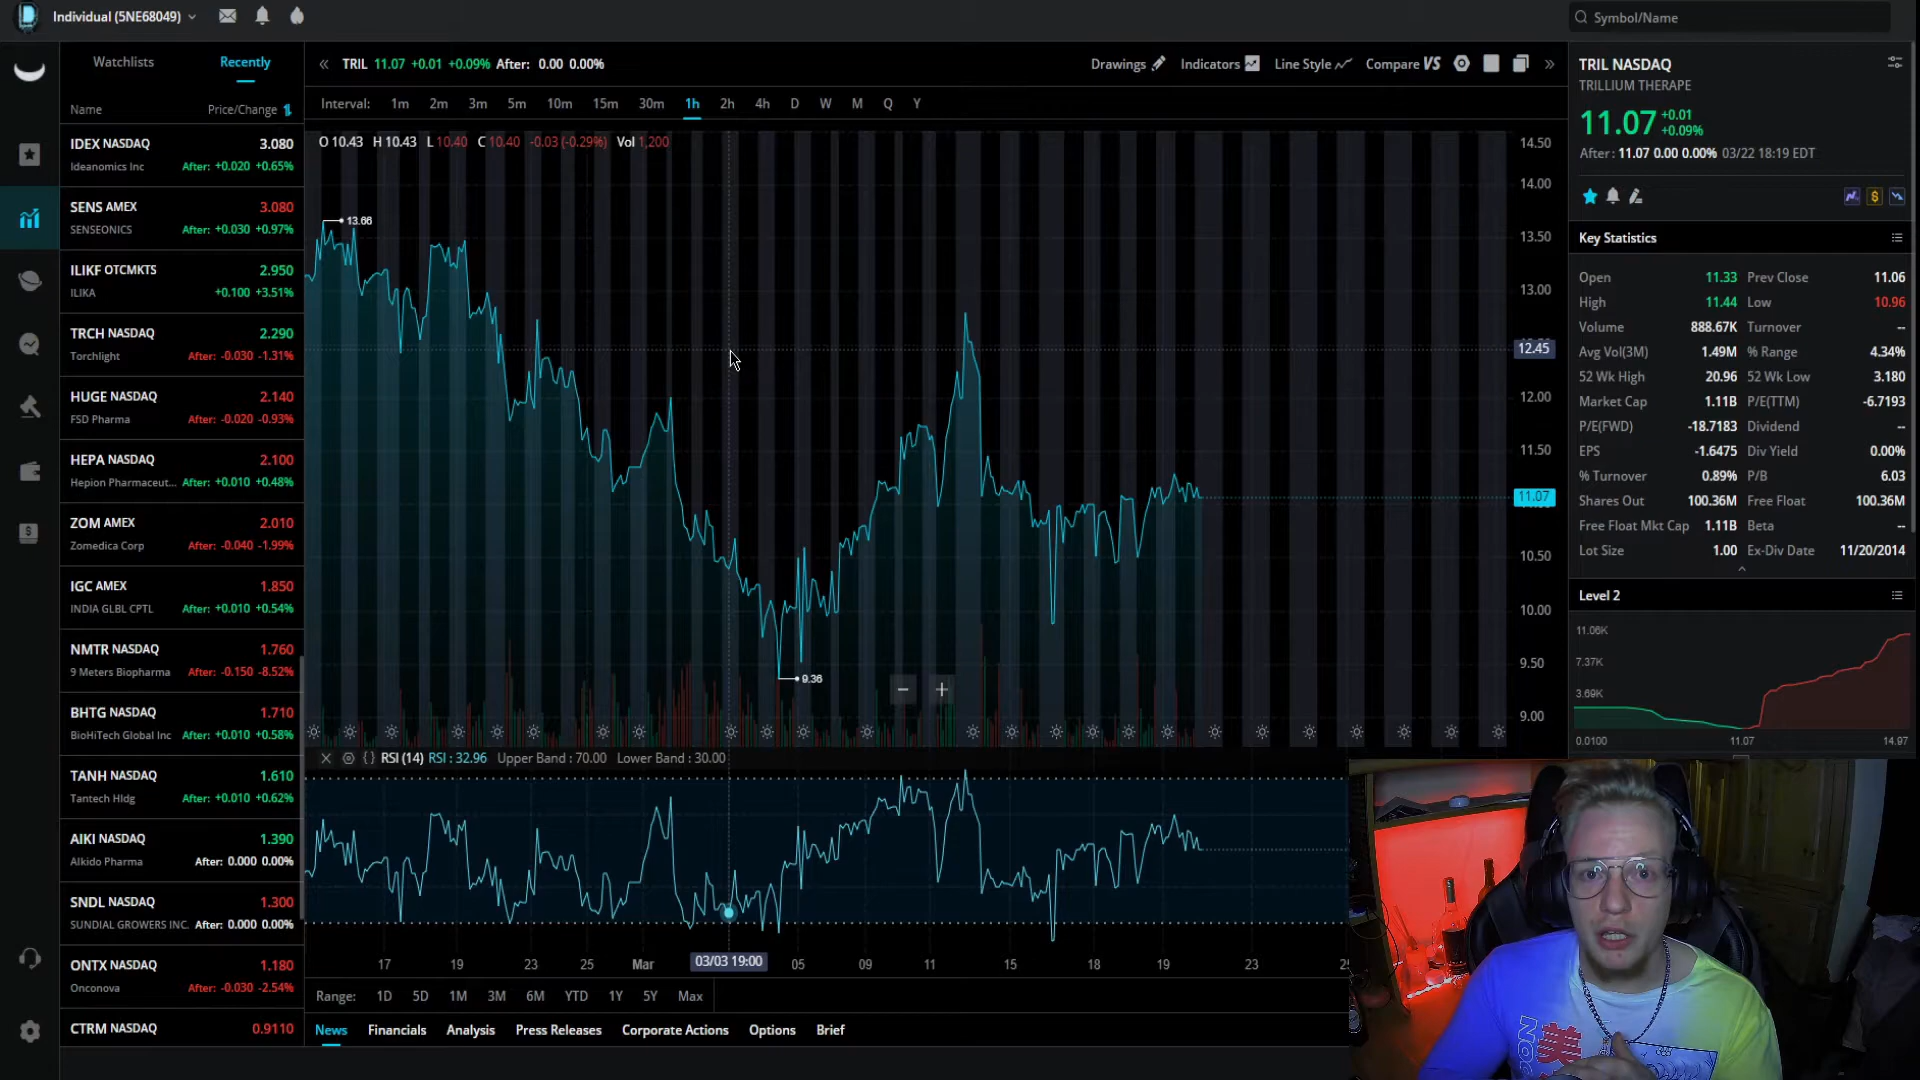 Individual (5NE68049)
Symbol/Name
Watchlists Recently
Name Price/Change
IDEX NASDAQ 3.080
Ideanomics Inc After: +0.020 +0.65%
SENS AMEX 3.080
SENSEONICS After: +0.030 +0.97%
ILIKF OTCMKTS 2.950
ILIKA +0.100 +3.51%
TRCH NASDAQ 2.290
Torchlight After: -0.030 -1.31%
HUGE NASDAQ 2.140
FSD Pharma After: -0.020 -0.93%
HEPA NASDAQ 2.100
Hepion Pharmaceut... After: +0.010 +0.48%
ZOM AMEX 2.010
Zomedica Corp After: -0.040 -1.99%
IGC AMEX 1.850
INDIA GLBL CPTL After: +0.010 +0.54%
NMTR NASDAQ 1.760
9 Meters Biopharma After: -0.150 -8.52%
BHTG NASDAQ 1.710
BioHiTech Global Inc After: +0.010 +0.58%
TANH NASDAQ 1.610
Tantech Hldg After: +0.010 +0.62%
AIKI NASDAQ 1.390
Alkido Pharma After: 0.000 0.00%
SNDL NASDAQ 1.300
SUNDIAL GROWERS INC. After: 0.000 0.00%
ONTX NASDAQ 1.180
Onconova After: -0.030 -2.54%
CTRM NASDAQ 0.9110
TRIL 11.07 +0.01 +0.09% After: 0.00 0.00%
Drawings Indicators Line Style Compare VS
Interval: 1m 2m 3m 5m 10m 15m 30m 1h 2h 4h D W M Q Y
O 10.43 H 10.43 L 10.40 C 10.40 -0.03 (-0.29%) Vol 1,200
14.50
14.00
13.66
13.50
13.00
12.45
12.00
11.50
11.07
10.50
10.00
9.50
9.36
9.00
RSI (14) RSI : 32.96 Upper Band : 70.00 Lower Band : 30.00
17 19 23 25 Mar 03/03 19:00 05 09 11 15 18 19 23
Range: 1D 5D 1M 3M 6M YTD 1Y 5Y Max
News Financials Analysis Press Releases Corporate Actions Options Brief
TRIL NASDAQ
TRILLIUM THERAPE
11.07 +0.01
+0.09%
After : 11.07 0.00 0.00% 03/22 18:19 EDT
Key Statistics
Open 11.33 Prev Close 11.06
High 11.44 Low 10.96
Volume 888.67K Turnover --
Avg Vol(3M) 1.49M % Range 4.34%
52 Wk High 20.96 52 Wk Low 3.180
Market Cap 1.11B P/E(TTM) -6.7193
P/E(FWD) -18.7183 Dividend --
EPS -1.6475 Div Yield 0.00%
% Turnover 0.89% P/B 6.03
Shares Out 100.36M Free Float 100.36M
Free Float Mkt Cap 1.11B Beta --
Lot Size 1.00 Ex-Div Date 11/20/2014
Level 2
11.06K
7.37K
3.69K
0.0100 11.07 14.97